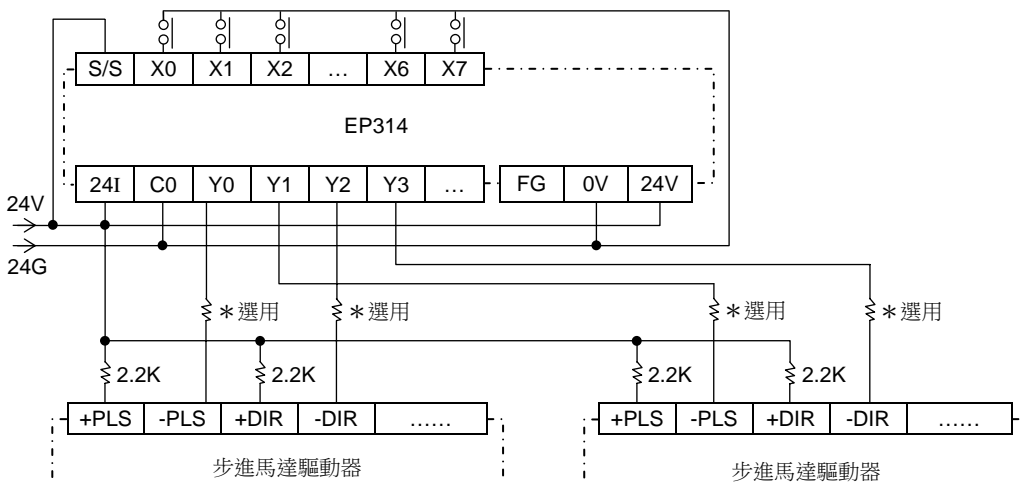 S/S X0 X1 X2 … X6 X7
EP314
24I C0 Y0 Y1 Y2 Y3 … FG 0V 24V
24V
24G
*選用 *選用 *選用 *選用
2.2K 2.2K 2.2K 2.2K
+PLS -PLS +DIR -DIR …… +PLS -PLS +DIR -DIR ……
步進馬達驅動器 步進馬達驅動器